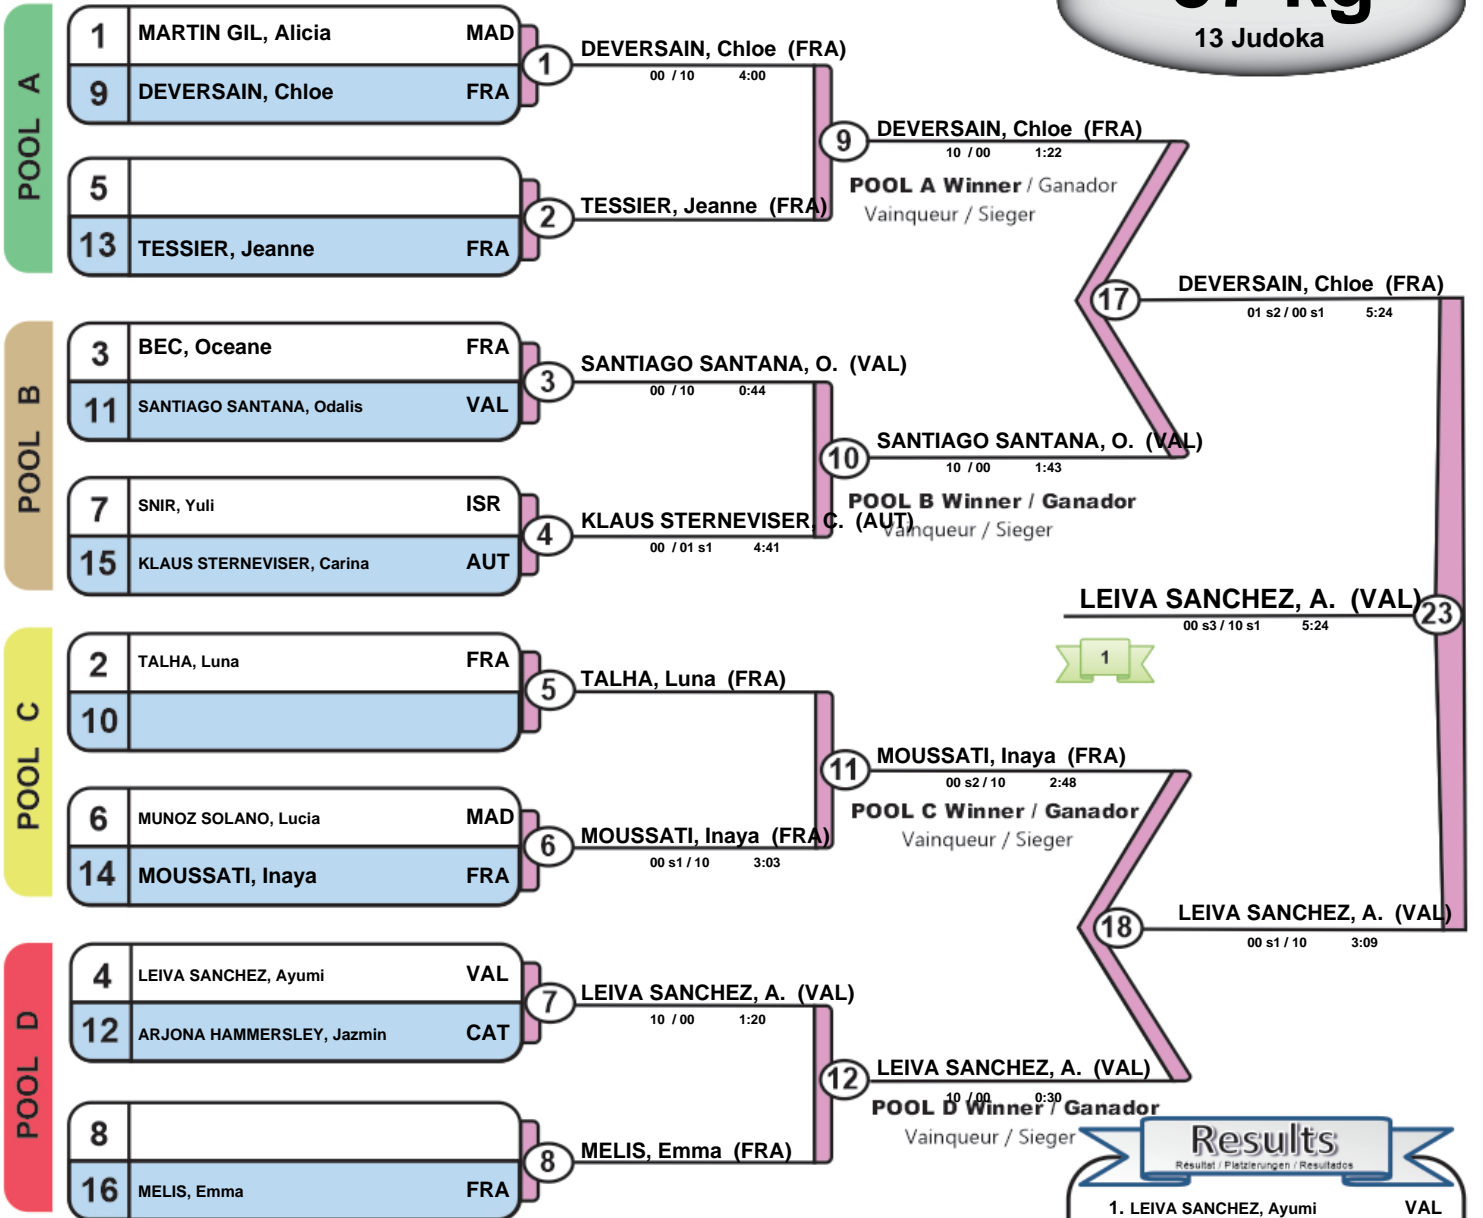 13 Judoka
POOL A
1 MARTIN GIL, Alicia MAD
9 DEVERSAIN, Chloe FRA
5
13 TESSIER, Jeanne FRA
1 DEVERSAIN, Chloe (FRA)
00 / 10 4:00
2 TESSIER, Jeanne (FRA)
9 DEVERSAIN, Chloe (FRA)
10 / 00 1:22
POOL A Winner / Ganador
Vainqueur / Sieger
POOL B
3 BEC, Oceane FRA
11 SANTIAGO SANTANA, Odalis VAL
7 SNIR, Yuli ISR
15 KLAUS STERNEVISER, Carina AUT
3 SANTIAGO SANTANA, O. (VAL)
00 / 10 0:44
4 KLAUS STERNEVISER, C. (AUT)
00 / 01 s1 4:41
10 SANTIAGO SANTANA, O. (VAL)
10 / 00 1:43
POOL B Winner / Ganador
Vainqueur / Sieger
17 DEVERSAIN, Chloe (FRA)
01 s2 / 00 s1 5:24
POOL C
2 TALHA, Luna FRA
10
6 MUNOZ SOLANO, Lucia MAD
14 MOUSSATI, Inaya FRA
5 TALHA, Luna (FRA)
6 MOUSSATI, Inaya (FRA)
00 s1 / 10 3:03
11 MOUSSATI, Inaya (FRA)
00 s2 / 10 2:48
POOL C Winner / Ganador
Vainqueur / Sieger
POOL D
4 LEIVA SANCHEZ, Ayumi VAL
12 ARJONA HAMMERSLEY, Jazmin CAT
8
16 MELIS, Emma FRA
7 LEIVA SANCHEZ, A. (VAL)
10 / 00 1:20
8 MELIS, Emma (FRA)
12 LEIVA SANCHEZ, A. (VAL)
10 / 00 0:30
POOL D Winner / Ganador
Vainqueur / Sieger
18 LEIVA SANCHEZ, A. (VAL)
00 s1 / 10 3:09
LEIVA SANCHEZ, A. (VAL) 23
00 s3 / 10 s1 5:24
1
Results
Résultat / Platzierungen / Resultados
1. LEIVA SANCHEZ, Ayumi VAL